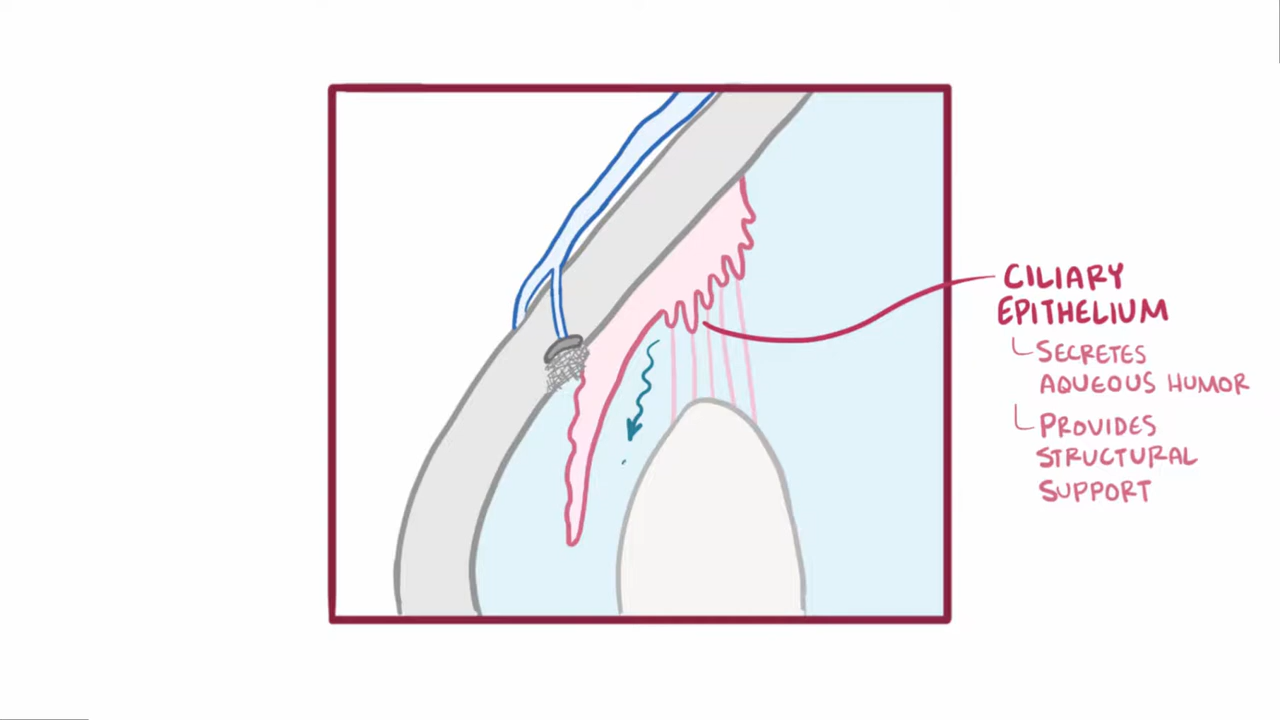 CILIARY
EPITHELIUM
SECRETES
AQUEOUS HUMOR
PROVIDES
STRUCTURAL
SUPPORT